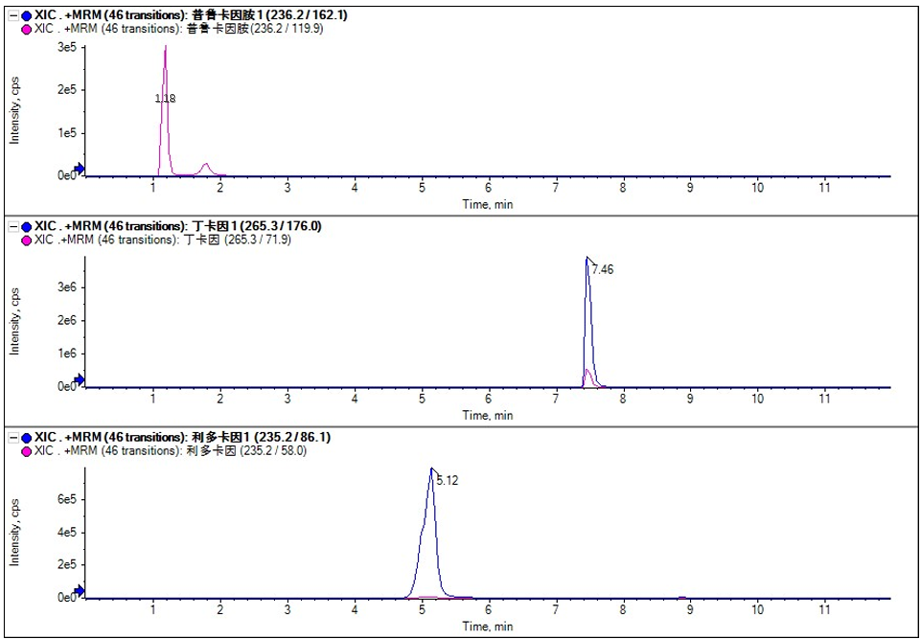 XIC . +MRM (46 transitions): 普鲁卡因胺1 (236.2/162.1)
XIC . +MRM (46 transitions): 普鲁卡因胺(236.2/119.9)
Intensity, cps
3e5
2e5
1e5
0e0
1.18
1 2 3 4 5 6 7 8 9 10 11
Time, min
XIC . +MRM (46 transitions): 丁卡因1 (265.3/176.0)
XIC .+MRM (46 transitions): 丁卡因 (265.3/71.9)
Intensity, cps
3e6
2e6
1e6
0e0
7.46
1 2 3 4 5 6 7 8 9 10 11
Time, min
XIC . +MRM (46 transitions): 利多卡因1 (235.2/86.1)
XIC . +MRM (46 transitions): 利多卡因 (235.2/58.0)
Intensity, cps
6e5
4e5
2e5
0e0
5.12
1 2 3 4 5 6 7 8 9 10 11
Time, min